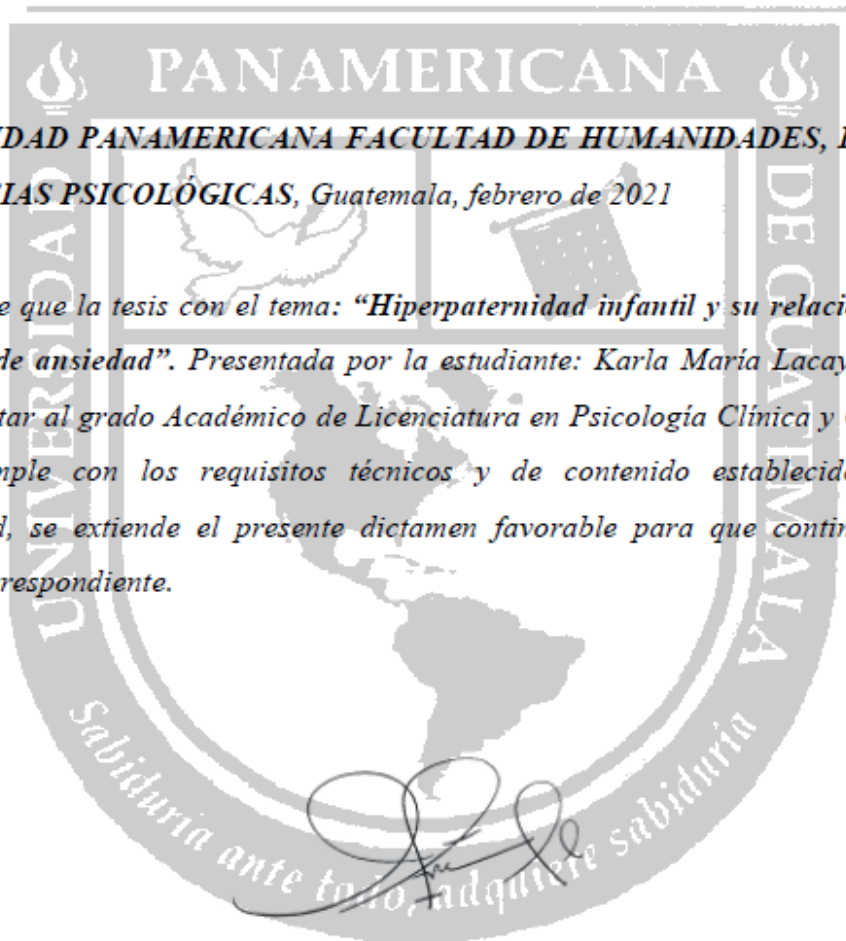 PANAMERICANA
UNIVERSIDAD
DE GUATEMALA
IDAD PANAMERICANA FACULTAD DE HUMANIDADES,
IAS PSICOLÓGICAS, Guatemala, febrero de 2021
e que la tesis con el tema: “Hiperpaternidad infantil y su relaci
de ansiedad”. Presentada por la estudiante: Karla María Lacay
tar al grado Académico de Licenciatura en Psicología Clínica y
mple con los requisitos técnicos y de contenido establecid
d, se extiende el presente dictamen favorable para que contin
rrespondiente.
Sabiduría ante todo, adquiere sabiduría